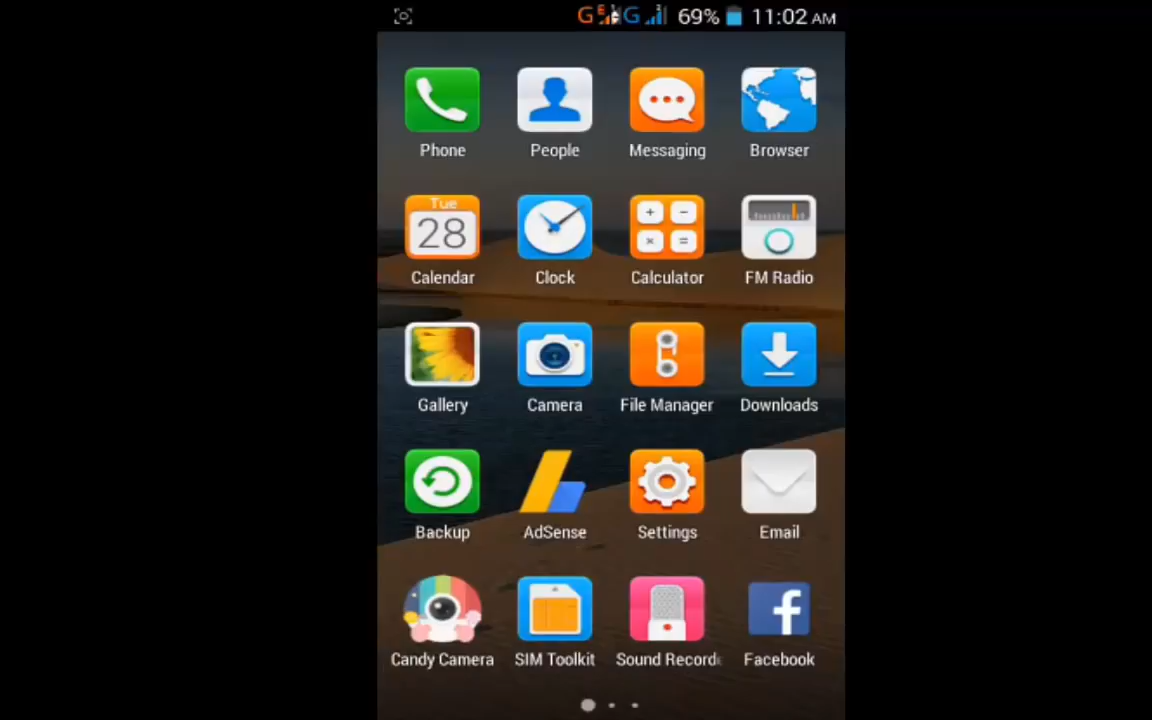 G E G 2 69% 11:02 AM
Phone People Messaging Browser
Tue
28
Calendar Clock Calculator FM Radio
Gallery Camera File Manager Downloads
Backup AdSense Settings Email
Candy Camera SIM Toolkit Sound Record Facebook